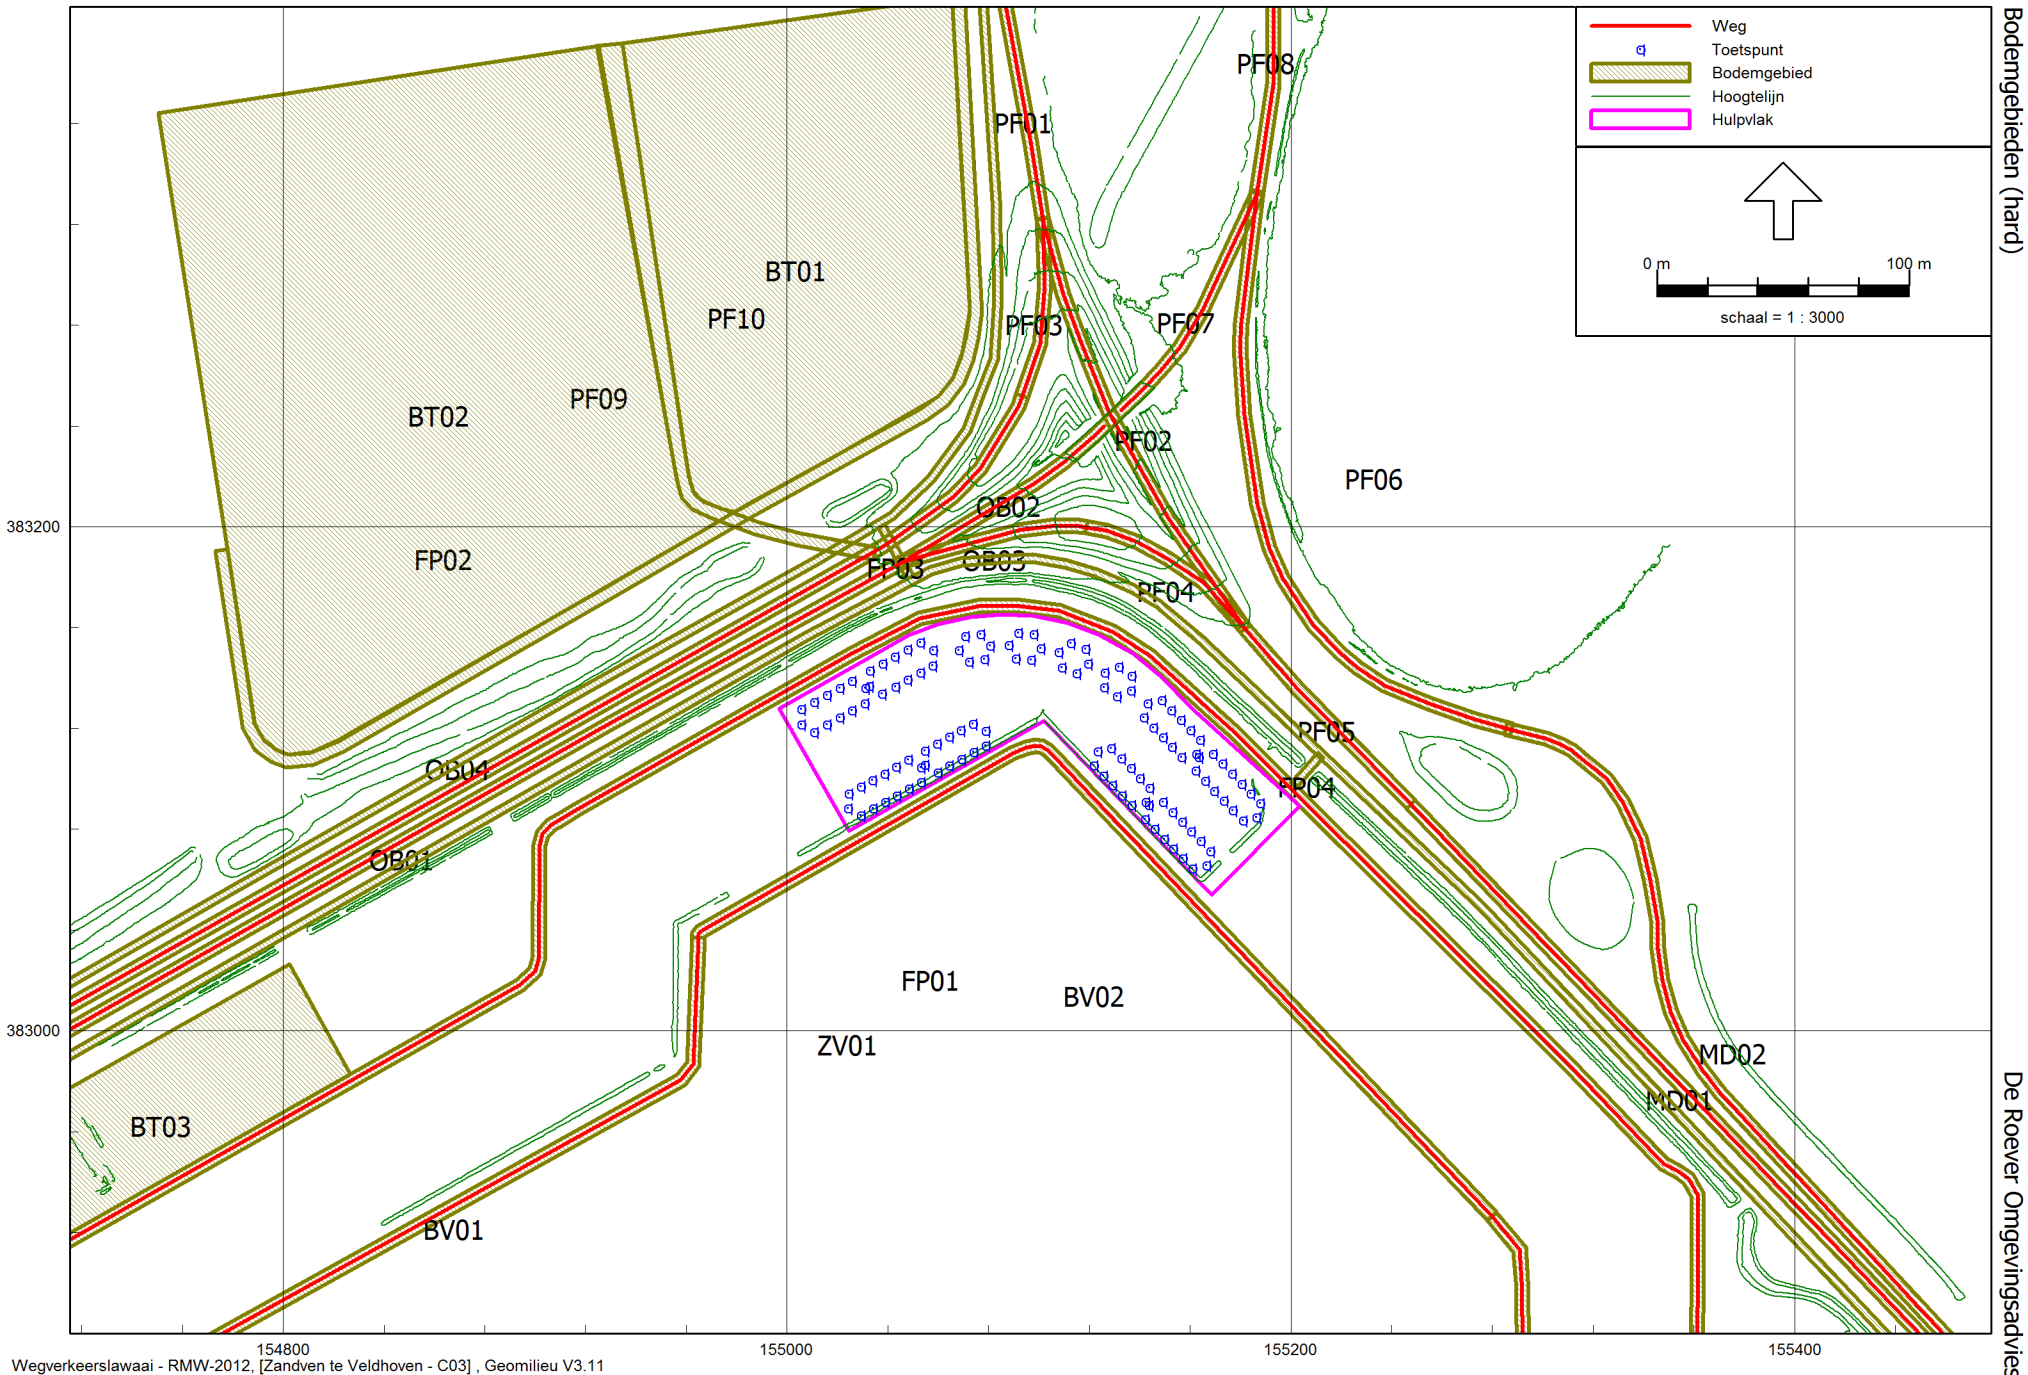 Weg
Toetspunt
Bodemgebied
Hoogtelijn
Hulpvlak
0 m 100 m
schaal = 1 : 3000
Bodemgebieden (hard)
De Roever Omgevingsadvies
PF08
PF01
BT01
PF10
PF03
PF07
PF09
BT02
PF02
PF06
OB02
383200
FP02
OB03
FP03
PF04
PF05
OB04
FP04
OB01
FP01
BV02
383000
ZV01
MD02
MD01
BT03
BV01
154800 155000 155200 155400
Wegverkeerslawaai - RMW-2012, [Zandven te Veldhoven - C03] , Geomilieu V3.11